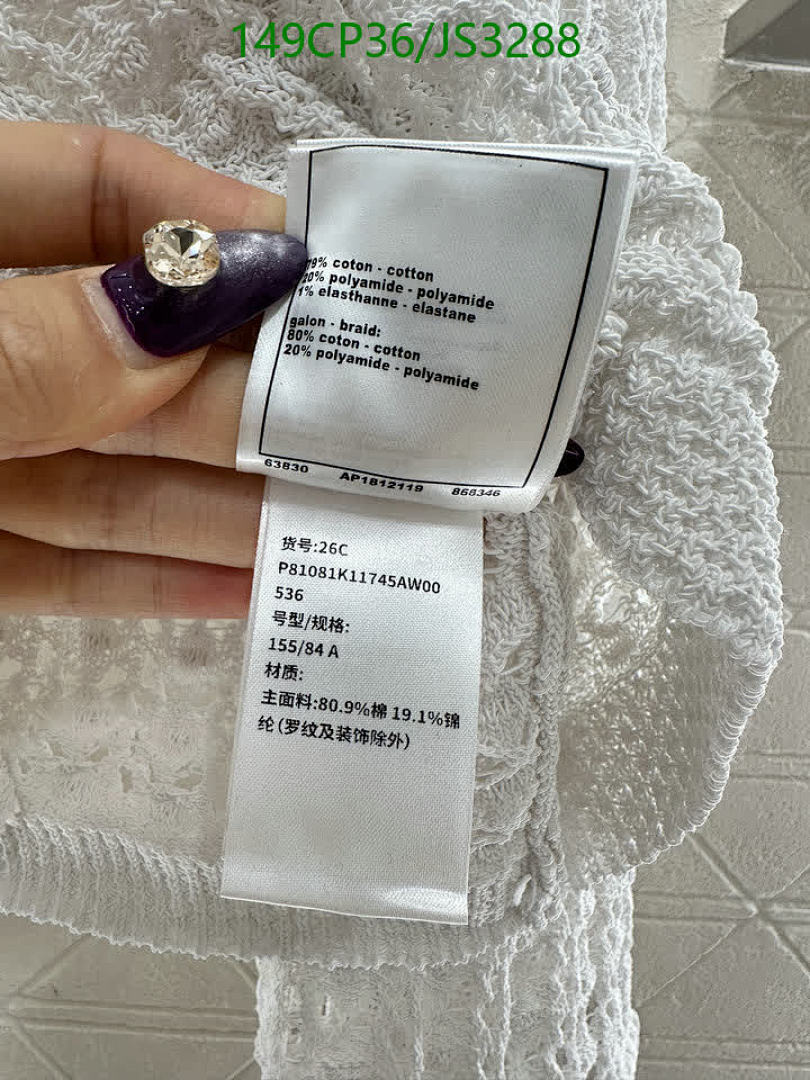 149CP36/JS3288
79% coton - cotton
20% polyamide - polyamide
1% elasthanne - elastane
galon - braid:
80% coton - cotton
20% polyamide - polyamide
63830 AP1812119 868346
货号:26C
P81081K11745AW00
536
号型/规格:
155/84 A
材质:
主面料:80.9%棉 19.1%锦
纶(罗纹及装饰除外)